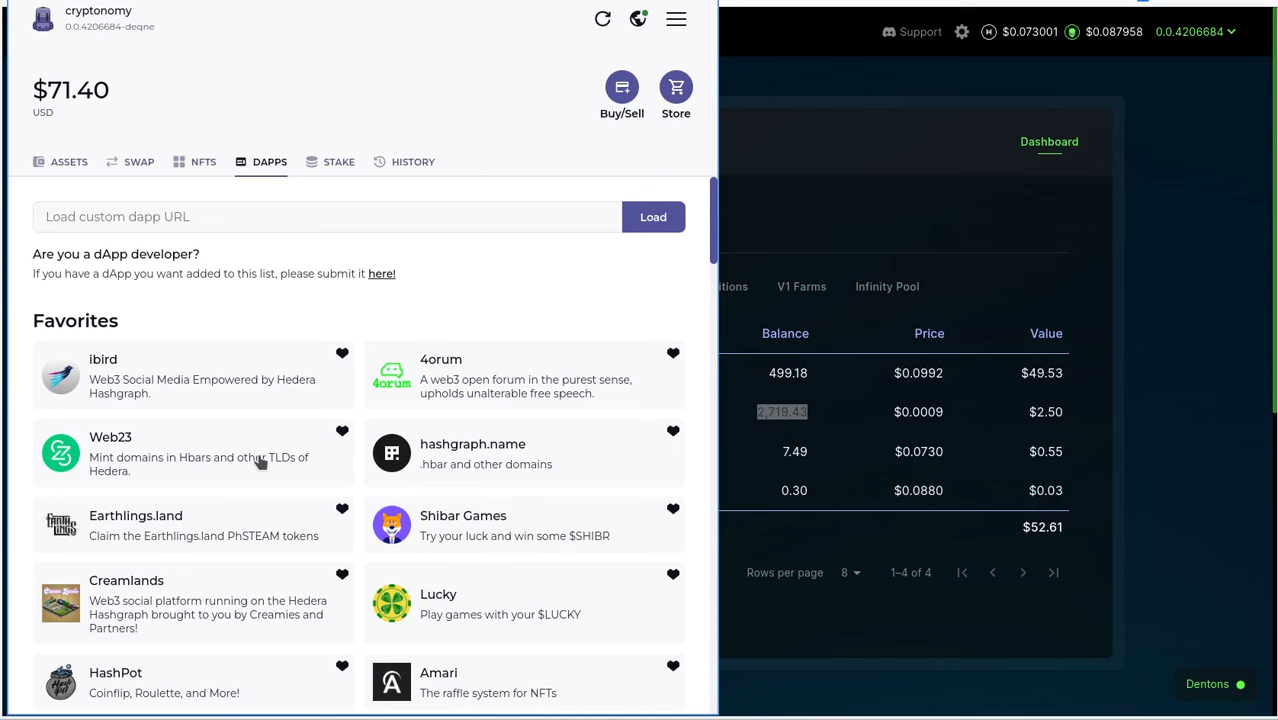 cryptonomy
0.0.4206684-deqne
$71.40
USD
Buy/Sell
Store
ASSETS
SWAP
NFTS
DAPPS
STAKE
HISTORY
Load custom dapp URL
Load
Are you a dApp developer?
If you have a dApp you want added to this list, please submit it here!
Favorites
ibird
Web3 Social Media Empowered by Hedera
Hashgraph.
4orum
4orum
A web3 open forum in the purest sense,
upholds unalterable free speech.
Web23
Mint domains in Hbars and other TLDs of
Hedera.
hashgraph.name
.hbar and other domains
Earthlings.land
Claim the Earthlings.land PhSTEAM tokens
Shibar Games
Try your luck and win some $SHIBR
Creamlands
Web3 social platform running on the Hedera
Hashgraph brought to you by Creamies and
Partners!
Lucky
Play games with your $LUCKY
HashPot
Coinflip, Roulette, and More!
Amari
The raffle system for NFTs
Support
$0.073001
$0.087958
0.0.4206684
Dashboard
itions
V1 Farms
Infinity Pool
Balance Price Value
499.18 $0.0992 $49.53
2,719.43 $0.0009 $2.50
7.49 $0.0730 $0.55
0.30 $0.0880 $0.03
$52.61
Rows per page 8 1–4 of 4
Dentons